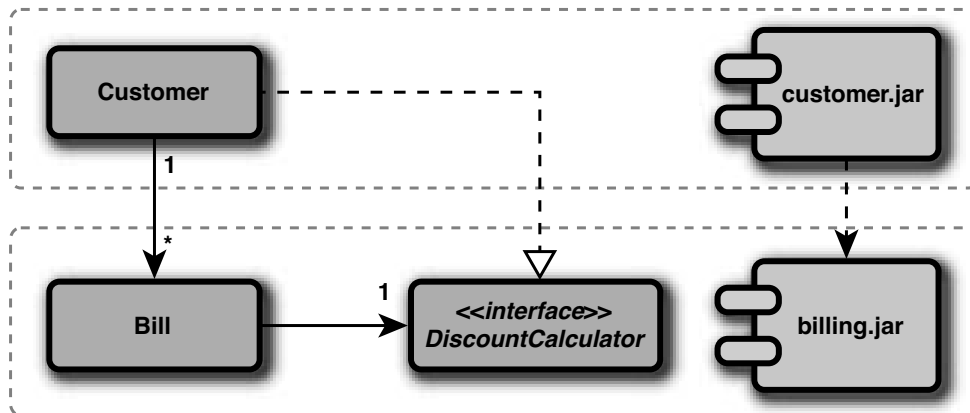 Customer
customer.jar
1
*
1
Bill
<<interface>>
DiscountCalculator
billing.jar